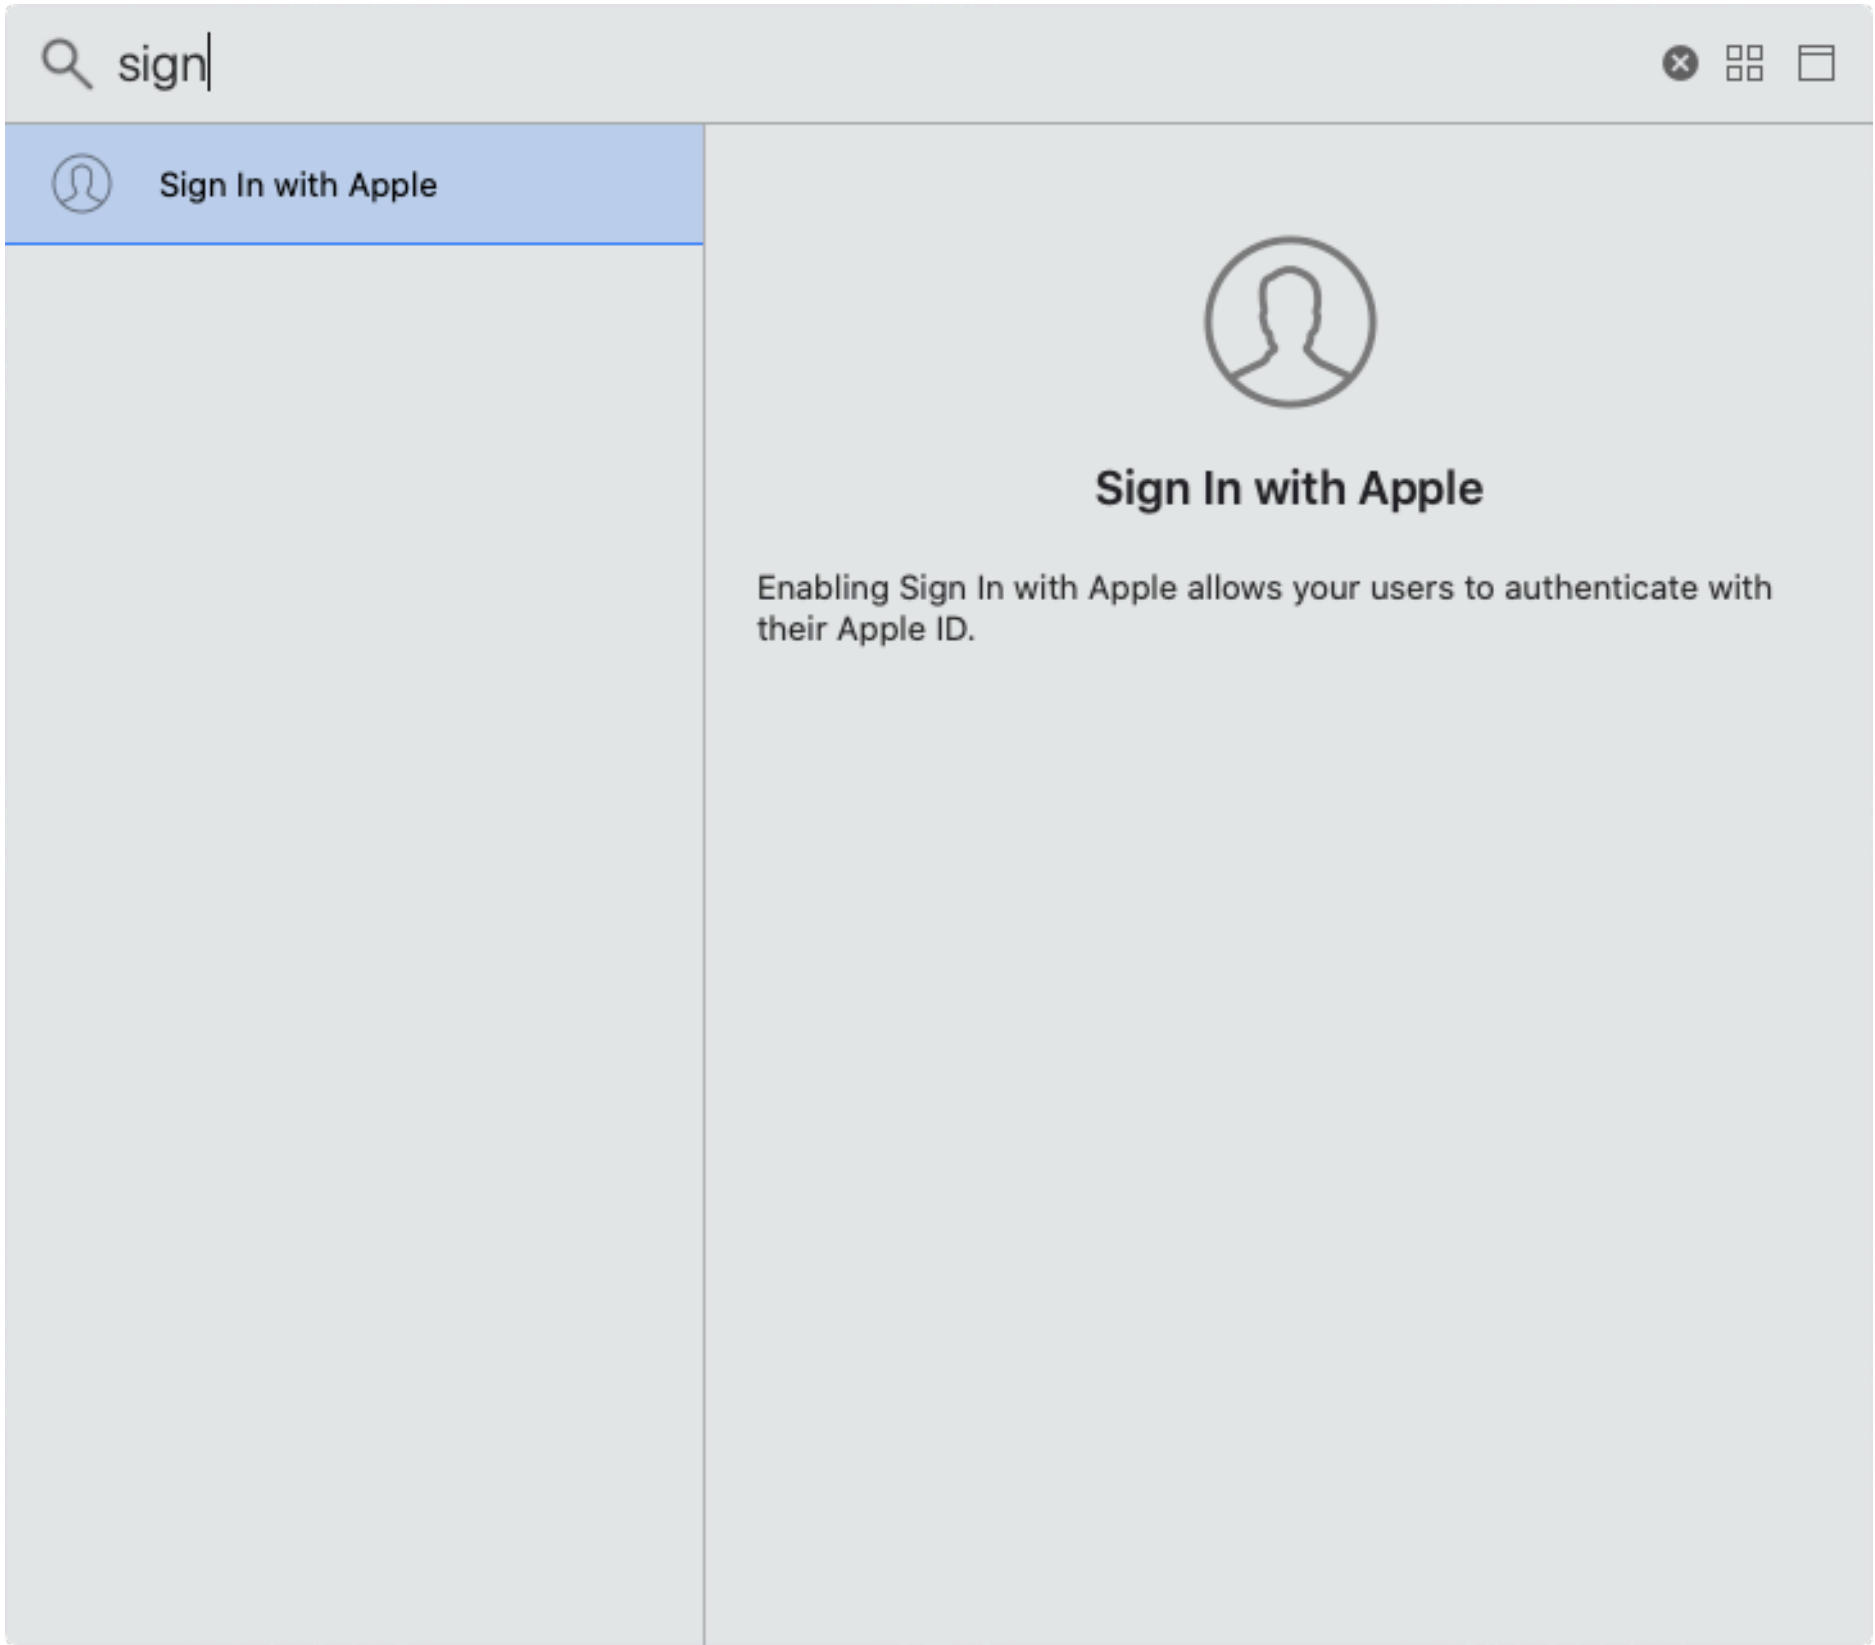 sign
Sign In with Apple
Sign In with Apple
Enabling Sign In with Apple allows your users to authenticate with
their Apple ID.